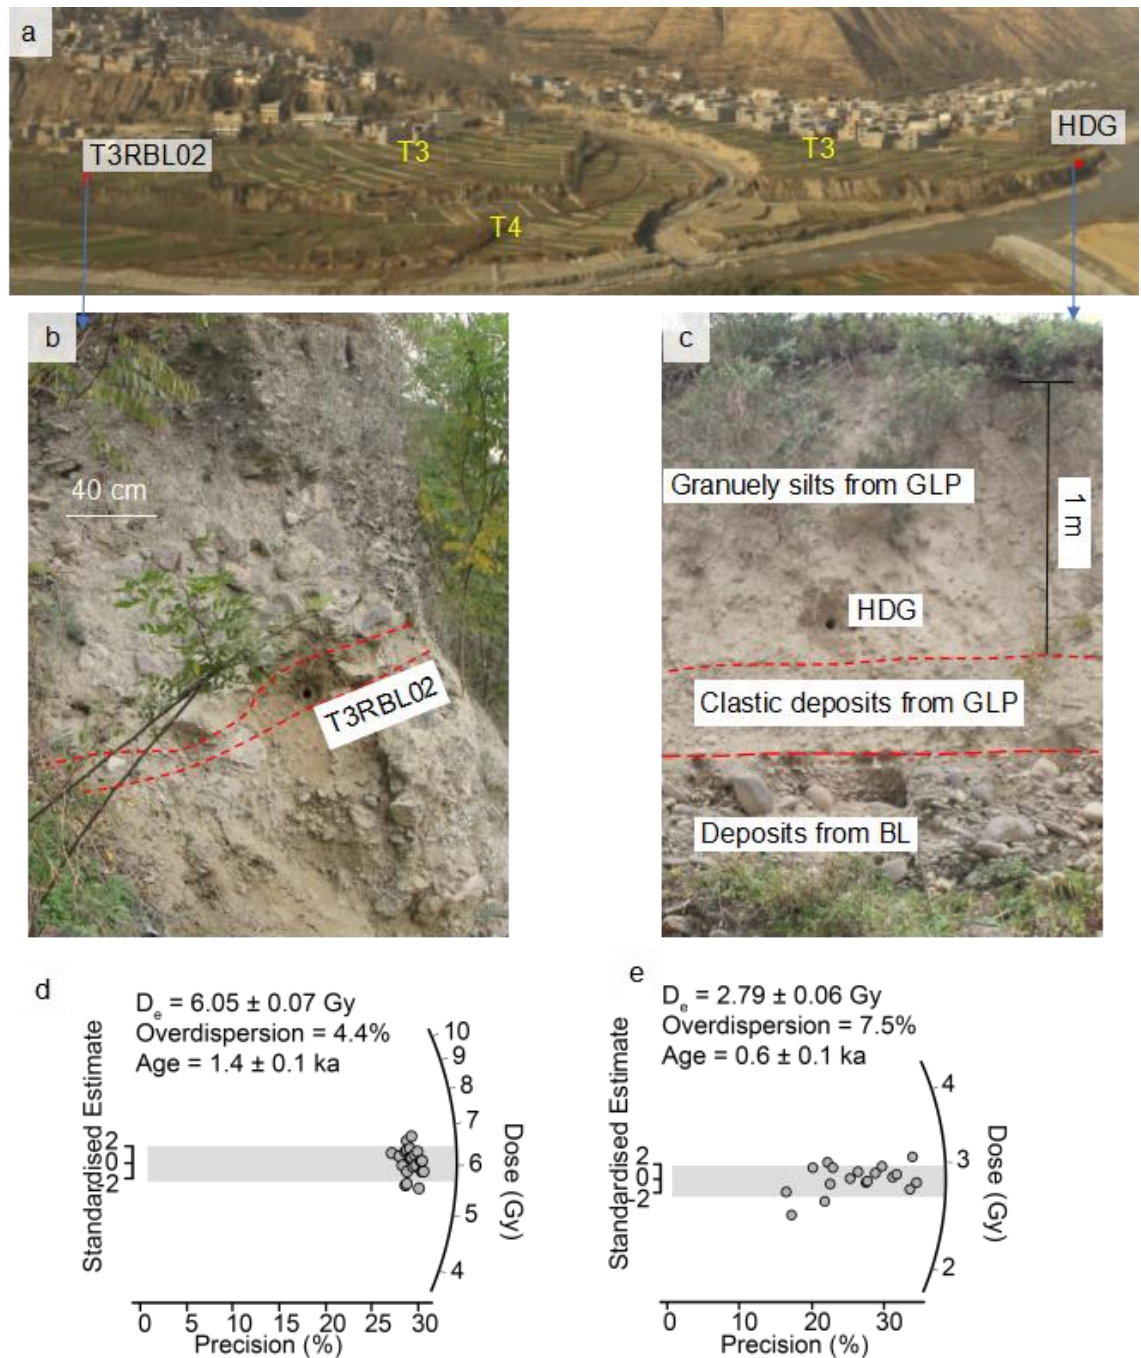 a
T3RBL02
T3
T3
HDG
T4
b
40 cm
T3RBL02
c
Granuely silts from GLP
1 m
HDG
Clastic deposits from GLP
Deposits from BL
d
De = 6.05 ± 0.07 Gy
Overdispersion = 4.4%
Age = 1.4 ± 0.1 ka
Standardised Estimate
2
0
-2
10
9
8
7
6
5
4
Dose (Gy)
0 5 10 15 20 25 30
Precision (%)
e
De = 2.79 ± 0.06 Gy
Overdispersion = 7.5%
Age = 0.6 ± 0.1 ka
Standardised Estimate
2
0
-2
4
3
2
Dose (Gy)
0 10 20 30
Precision (%)